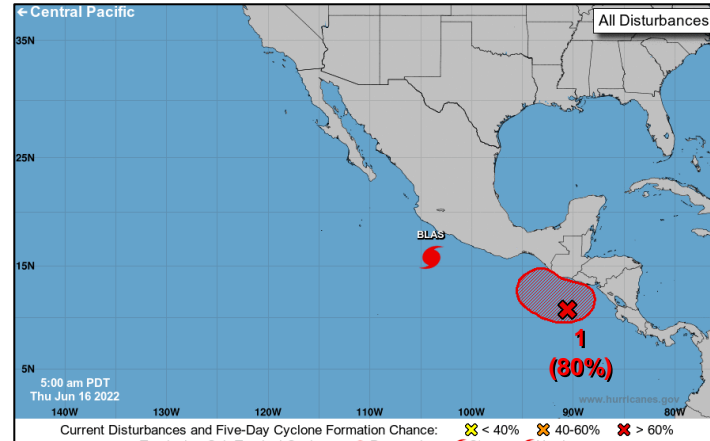 ← Central Pacific
All Disturbances
35N
25N
BLAS
15N
1
(80%)
5N
5:00 am PDT
Thu Jun 16 2022
www.hurricanes.gov
140W 130W 120W 110W 100W 90W 80W
Current Disturbances and Five-Day Cyclone Formation Chance: < 40% 40-60% > 60%